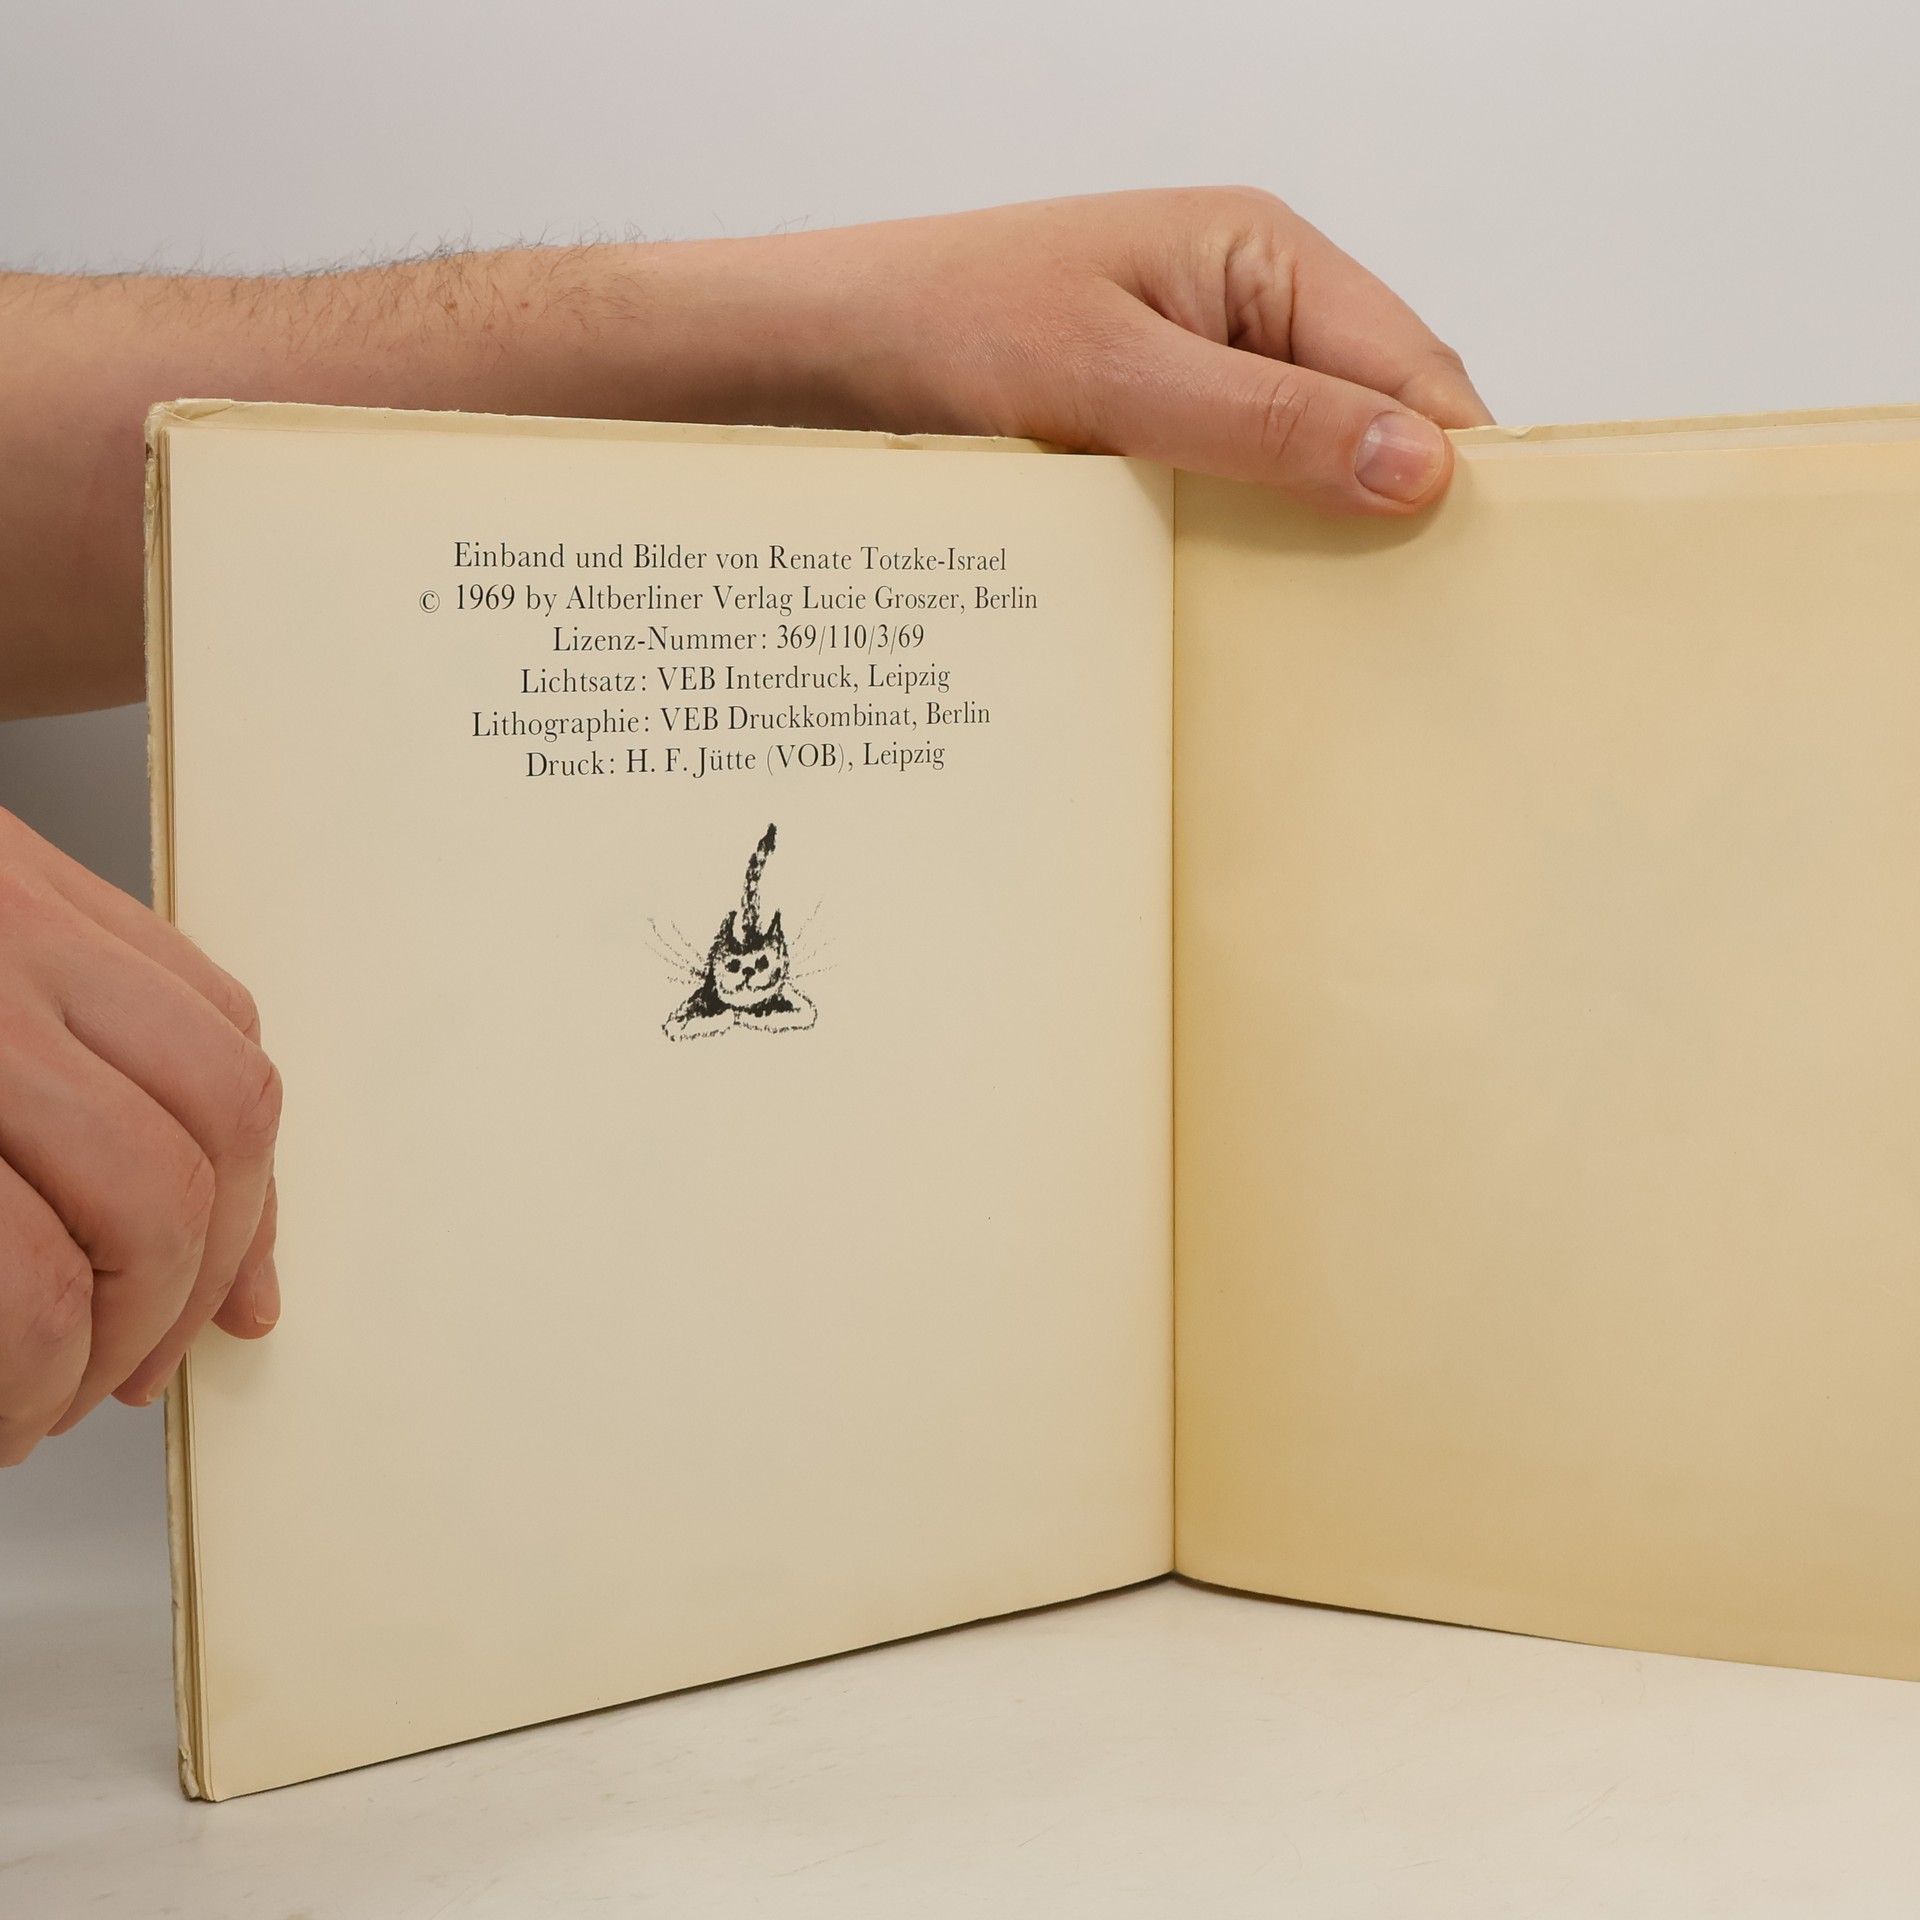 Einband und Bilder von Renate Totzke-Israel
© 1969 by Altberliner Verlag Lucie Groszer, Berlin
Lizenz-Nummer: 369/110/3/69
Lichtsatz: VEB Interdruck, Leipzig
Lithographie: VEB Druckkombinat, Berlin
Druck: H. F. Jütte (VOB), Leipzig